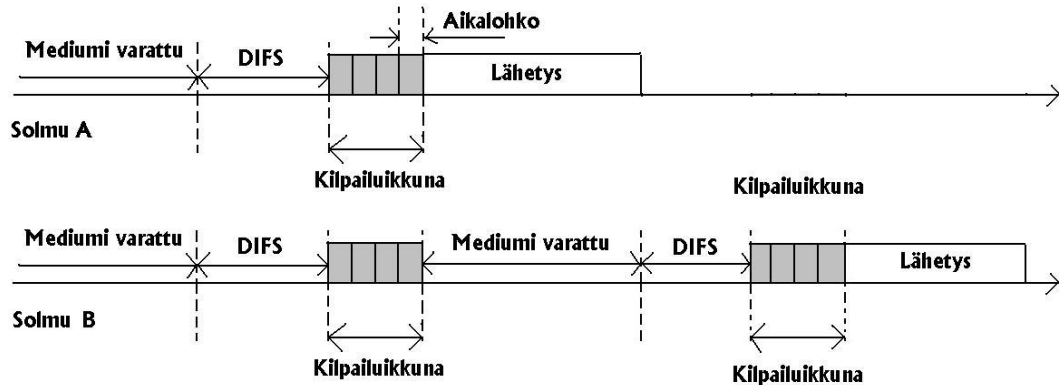 Aikalohko
Mediumi varattu DIFS Lähetys
Solmu A
Kilpailuikkuna Kilpailuikkuna
Mediumi varattu DIFS Mediumi varattu DIFS Lähetys
Solmu B
Kilpailuikkuna Kilpailuikkuna